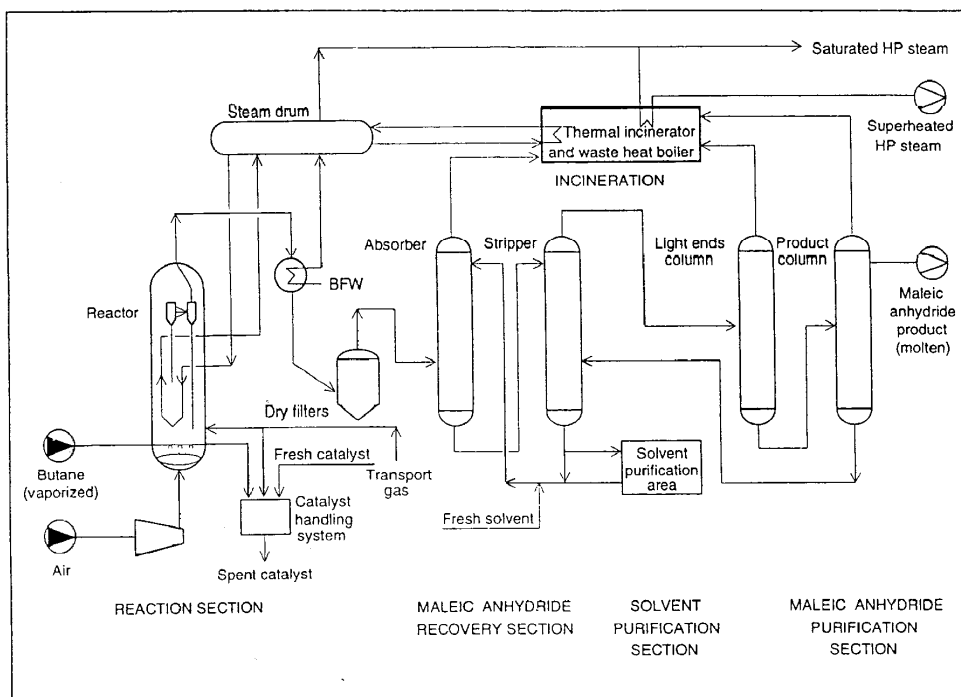 Saturated HP steam
Steam drum
Thermal incinerator
and waste heat boiler
INCINERATION
Superheated
HP steam
Absorber
Stripper
Light ends
column
Product
column
BFW
Reactor
Maleic
anhydride
product
(molten)
Dry filters
Butane
(vaporized)
Fresh catalyst
Transport
gas
Solvent
purification
area
Catalyst
handling
system
Fresh solvent
Air
Spent catalyst
REACTION SECTION
MALEIC ANHYDRIDE
RECOVERY SECTION
SOLVENT
PURIFICATION
SECTION
MALEIC ANHYDRIDE
PURIFICATION
SECTION